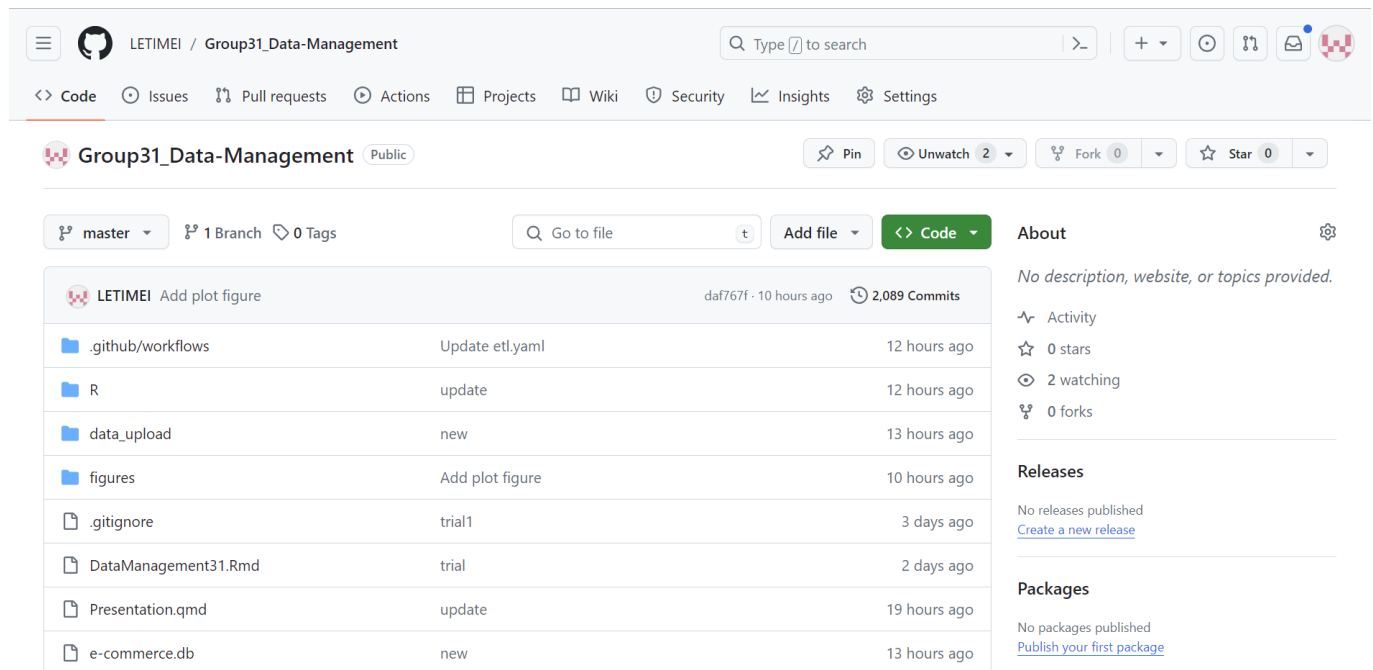 LETIMEI / Group31_Data-Management
Type / to search
Code Issues Pull requests Actions Projects Wiki Security Insights Settings
Group31_Data-Management Public
Pin Unwatch 2 Fork 0 Star 0
master 1 Branch 0 Tags Go to file t Add file Code
LETIMEI Add plot figure daf767f · 10 hours ago 2,089 Commits
.github/workflows Update etl.yaml 12 hours ago
R update 12 hours ago
data_upload new 13 hours ago
figures Add plot figure 10 hours ago
.gitignore trial1 3 days ago
DataManagement31.Rmd trial 2 days ago
Presentation.qmd update 19 hours ago
e-commerce.db new 13 hours ago
About
No description, website, or topics provided.
Activity
0 stars
2 watching
0 forks
Releases
No releases published
Create a new release
Packages
No packages published
Publish your first package